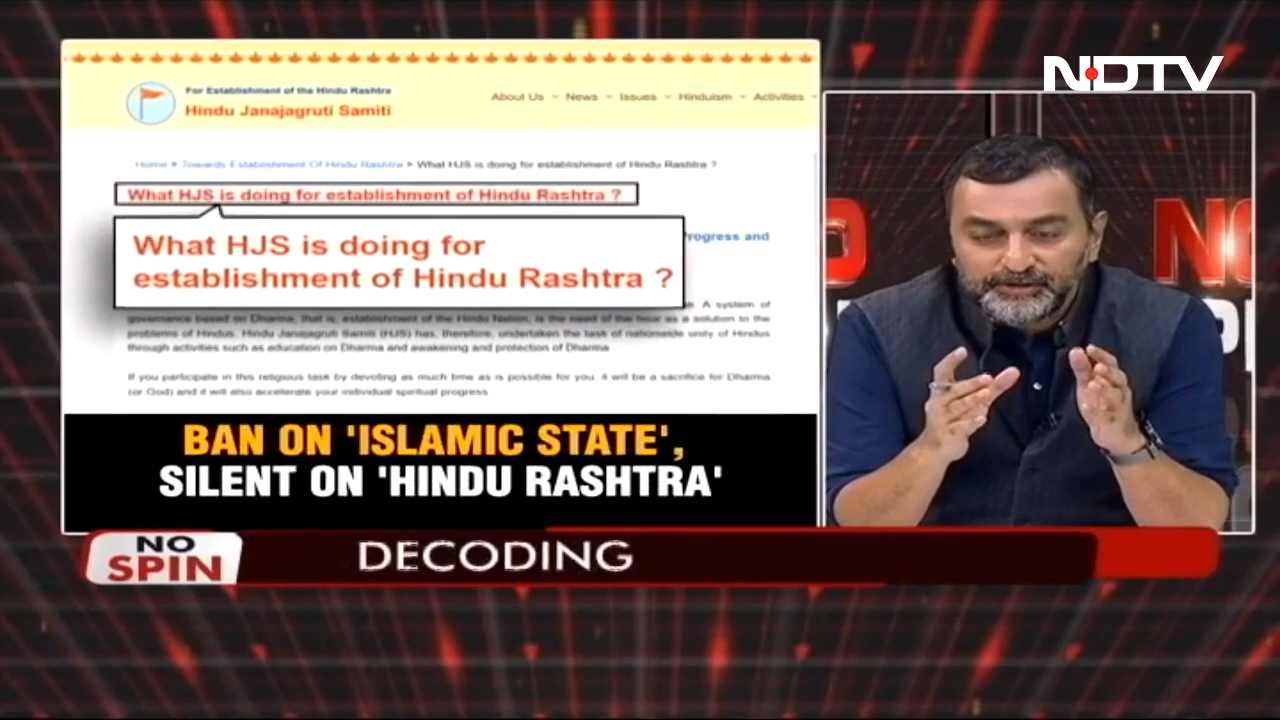 NDTV
For Establishment of the Hindu Rashtra
Hindu Janajagruti Samiti
About Us News Issues Hinduism Activities
Home Towards Establishment Of Hindu Rashtra What HJS is doing for establishment of Hindu Rashtra ?
What HJS is doing for establishment of Hindu Rashtra ?
rogress and
What HJS is doing for
establishment of Hindu Rashtra ?
A system of
governance based on Dharma, that is, establishment of the Hindu Nation, is the need of the hour as a solution to the
problems of Hindus. Hindu Janajagruti Samiti (HJS) has, therefore, undertaken the task of nationwide unity of Hindus
through activities such as education on Dharma and awakening and protection of Dharma
If you participate in this religious task by devoting as much time as is possible for you, it will be a sacrifice for Dharma
(or God) and it will also accelerate your individual spiritual progress
BAN ON 'ISLAMIC STATE',
SILENT ON 'HINDU RASHTRA'
NO
SPIN
DECODING